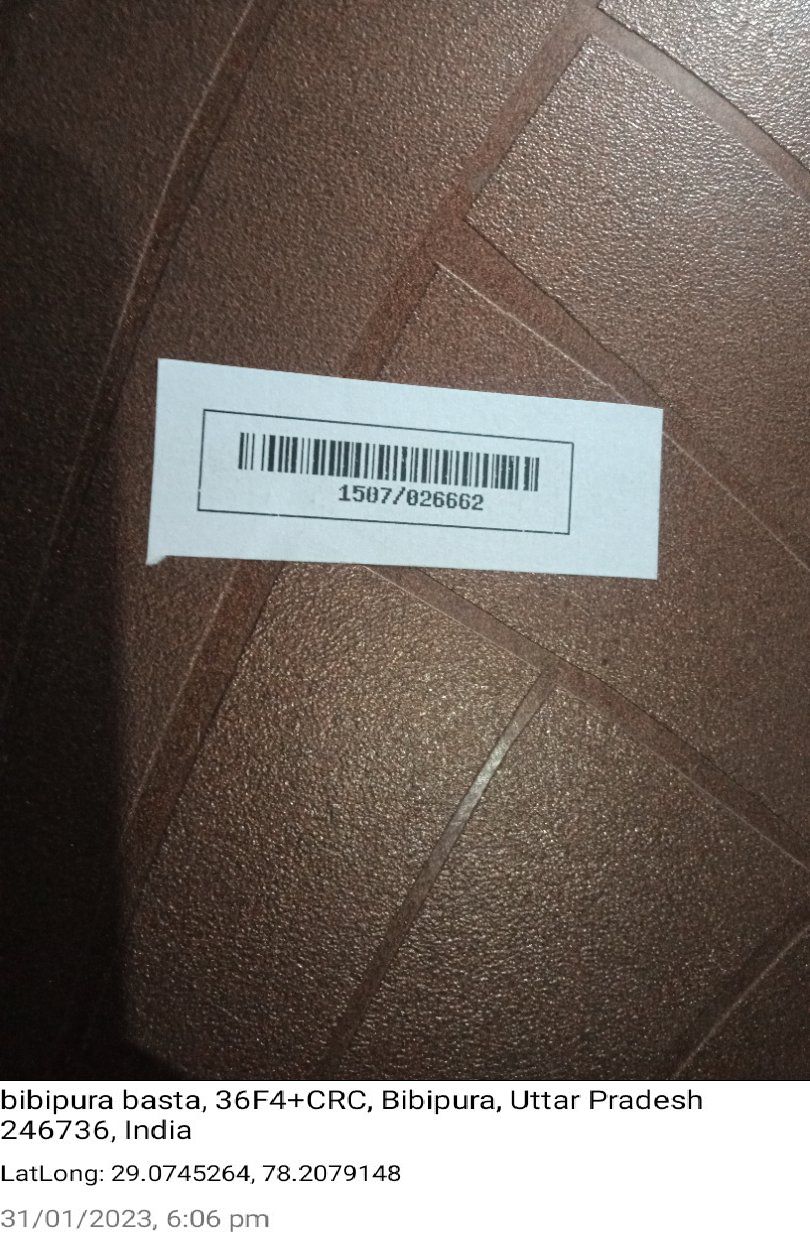 1507/026662
bibipura basta, 36F4+CRC, Bibipura, Uttar Pradesh
246736, India
LatLong: 29.0745264, 78.2079148
31/01/2023, 6:06 pm